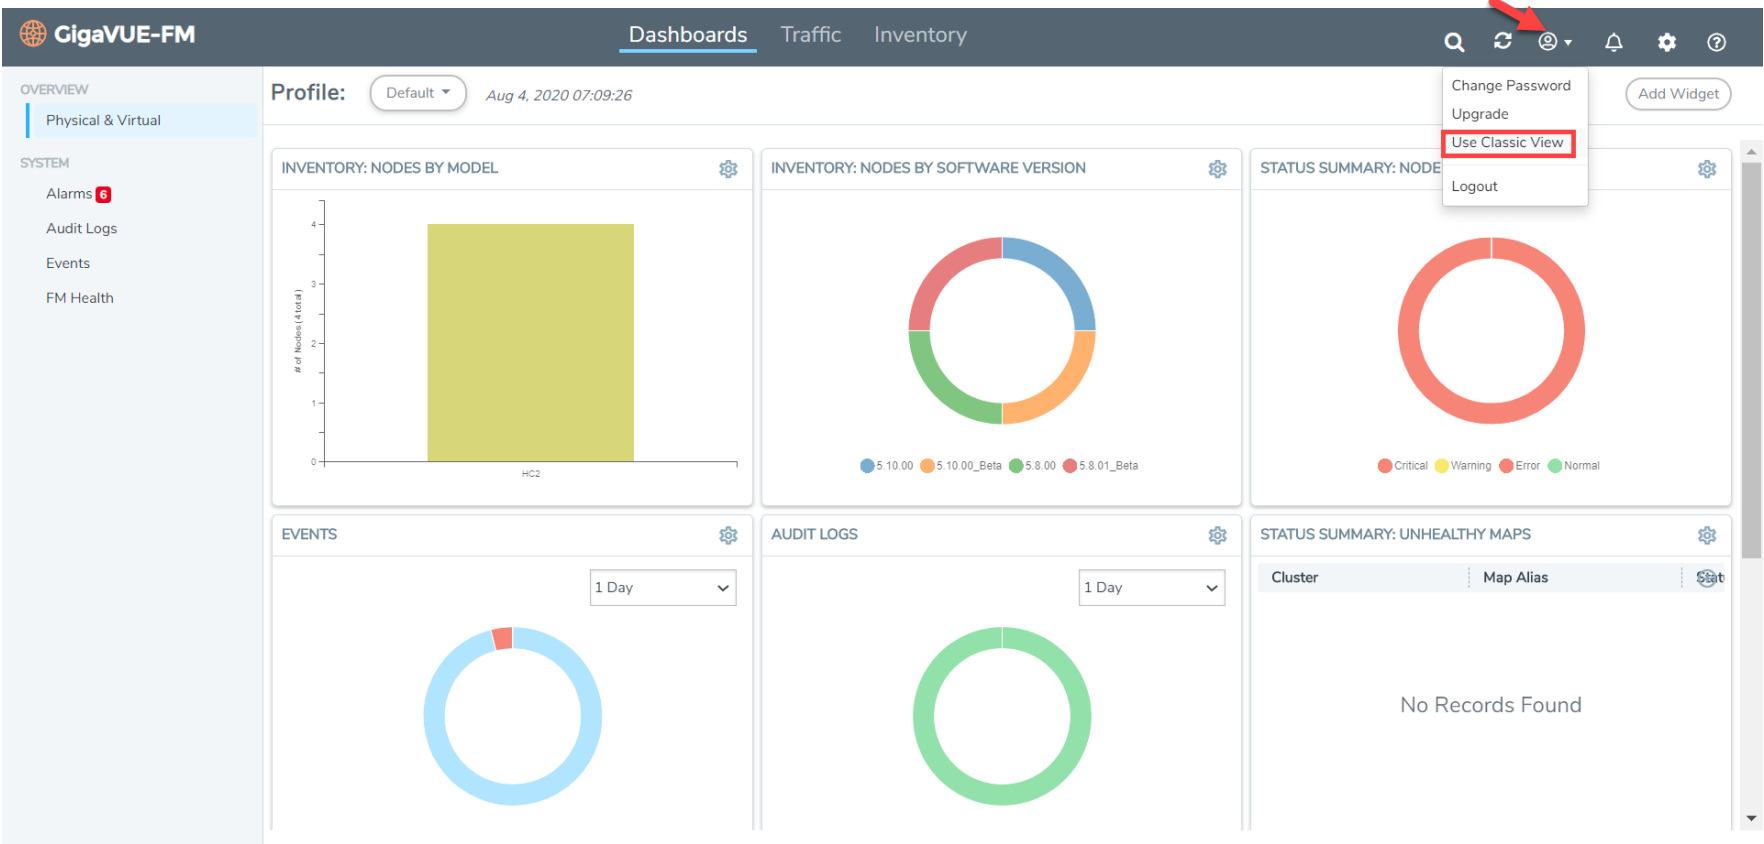 GigaVUE-FM
Dashboards
Traffic
Inventory
OVERVIEW
Physical & Virtual
SYSTEM
Alarms 6
Audit Logs
Events
FM Health
Profile:
Default
Aug 4, 2020 07:09:26
Change Password
Upgrade
Use Classic View
Logout
Add Widget
INVENTORY: NODES BY MODEL
# of Nodes (4 total)
4
3
2
1
0
HC2
INVENTORY: NODES BY SOFTWARE VERSION
5.10.00 5.10.00_Beta 5.8.00 5.8.01_Beta
STATUS SUMMARY: NODE
Critical Warning Error Normal
EVENTS
1 Day
AUDIT LOGS
1 Day
STATUS SUMMARY: UNHEALTHY MAPS
Cluster
Map Alias
No Records Found